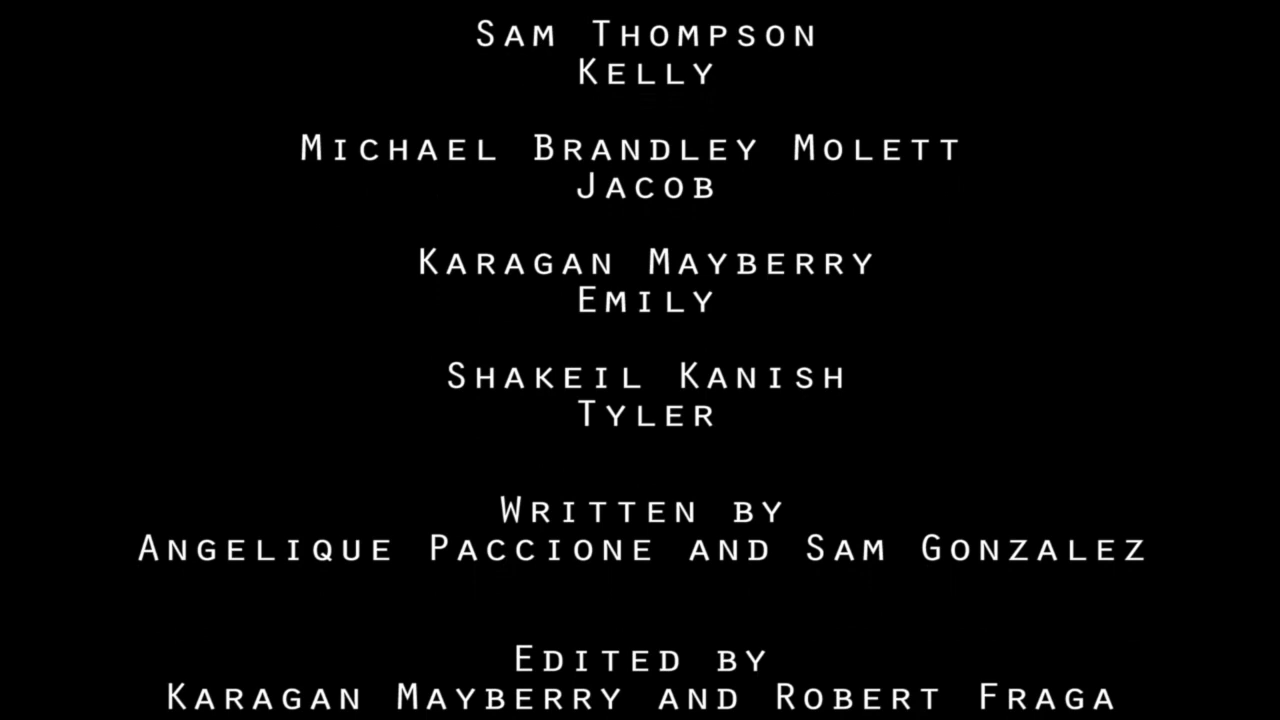 Sam Thompson
Kelly
Michael Brandley Molett
Jacob
Karagan Mayberry
Emily
Shakeil Kanish
Tyler
Written by
Angelique Paccione and Sam Gonzalez
Edited by
Karagan Mayberry and Robert Fraga